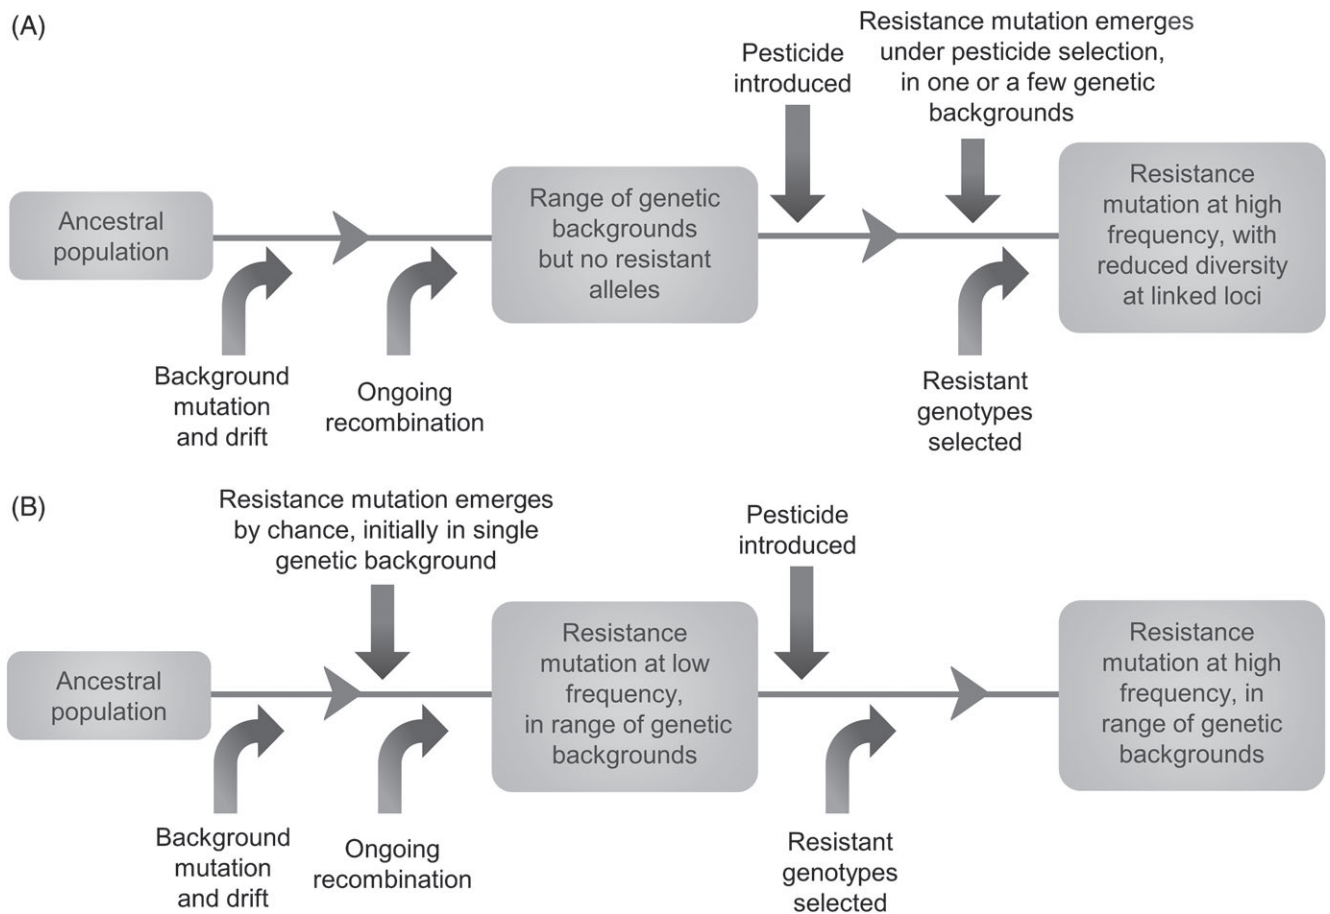 (A)
Ancestral
population
Background
mutation
and drift
Ongoing
recombination
Range of genetic
backgrounds
but no resistant
alleles
Pesticide
introduced
Resistance mutation emerges
under pesticide selection,
in one or a few genetic
backgrounds
Resistant
genotypes
selected
Resistance
mutation at high
frequency, with
reduced diversity
at linked loci
(B)
Ancestral
population
Background
mutation
and drift
Resistance mutation emerges
by chance, initially in single
genetic background
Ongoing
recombination
Resistance
mutation at low
frequency,
in range of genetic
backgrounds
Pesticide
introduced
Resistant
genotypes
selected
Resistance
mutation at high
frequency, in
range of genetic
backgrounds